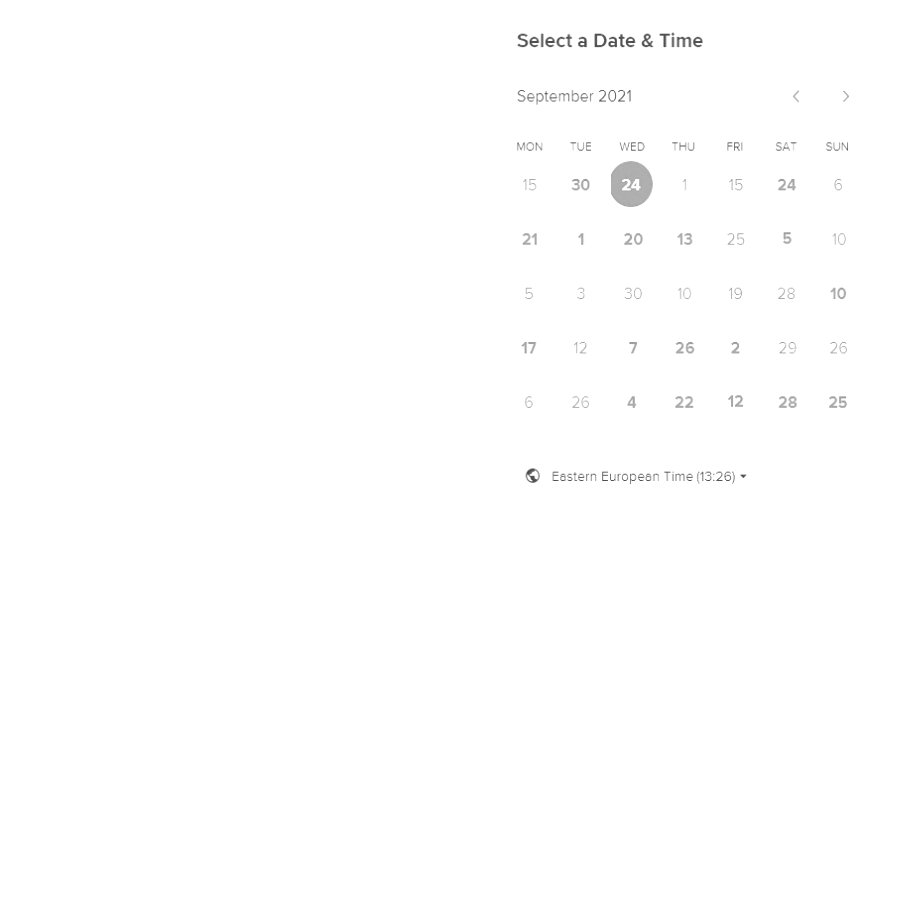 Select a Date & Time
September 2021
MON TUE WED THU FRI SAT SUN
15 30 24 1 15 24 6
21 1 20 13 25 5 10
5 3 30 10 19 28 10
17 12 7 26 2 29 26
6 26 4 22 12 28 25
Eastern European Time (13:26)